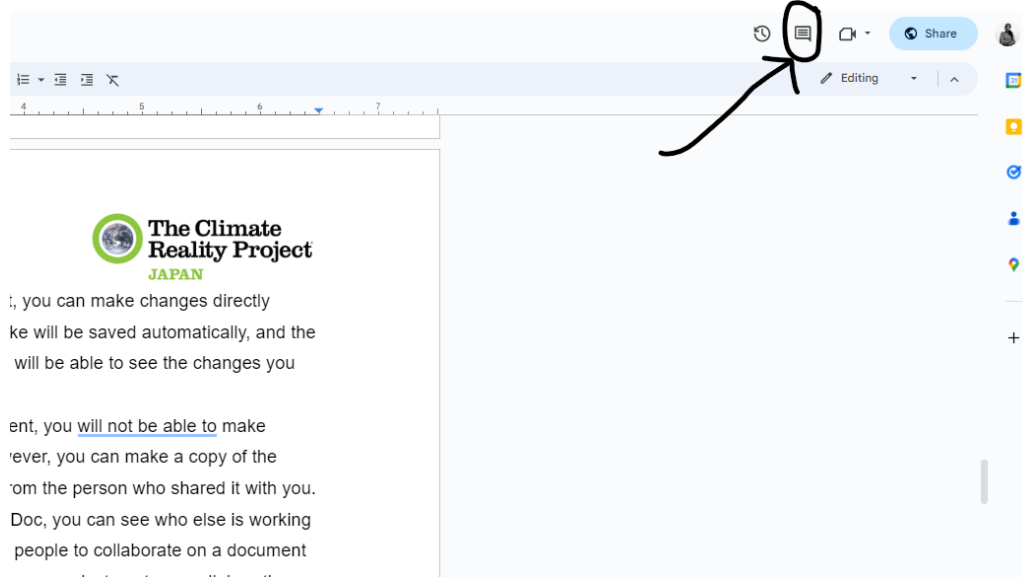 Share
Editing
4 5 6 7
The Climate
Reality Project
JAPAN
t, you can make changes directly
ke will be saved automatically, and the
will be able to see the changes you
ent, you will not be able to make
ever, you can make a copy of the
rom the person who shared it with you.
Doc, you can see who else is working
people to collaborate on a document